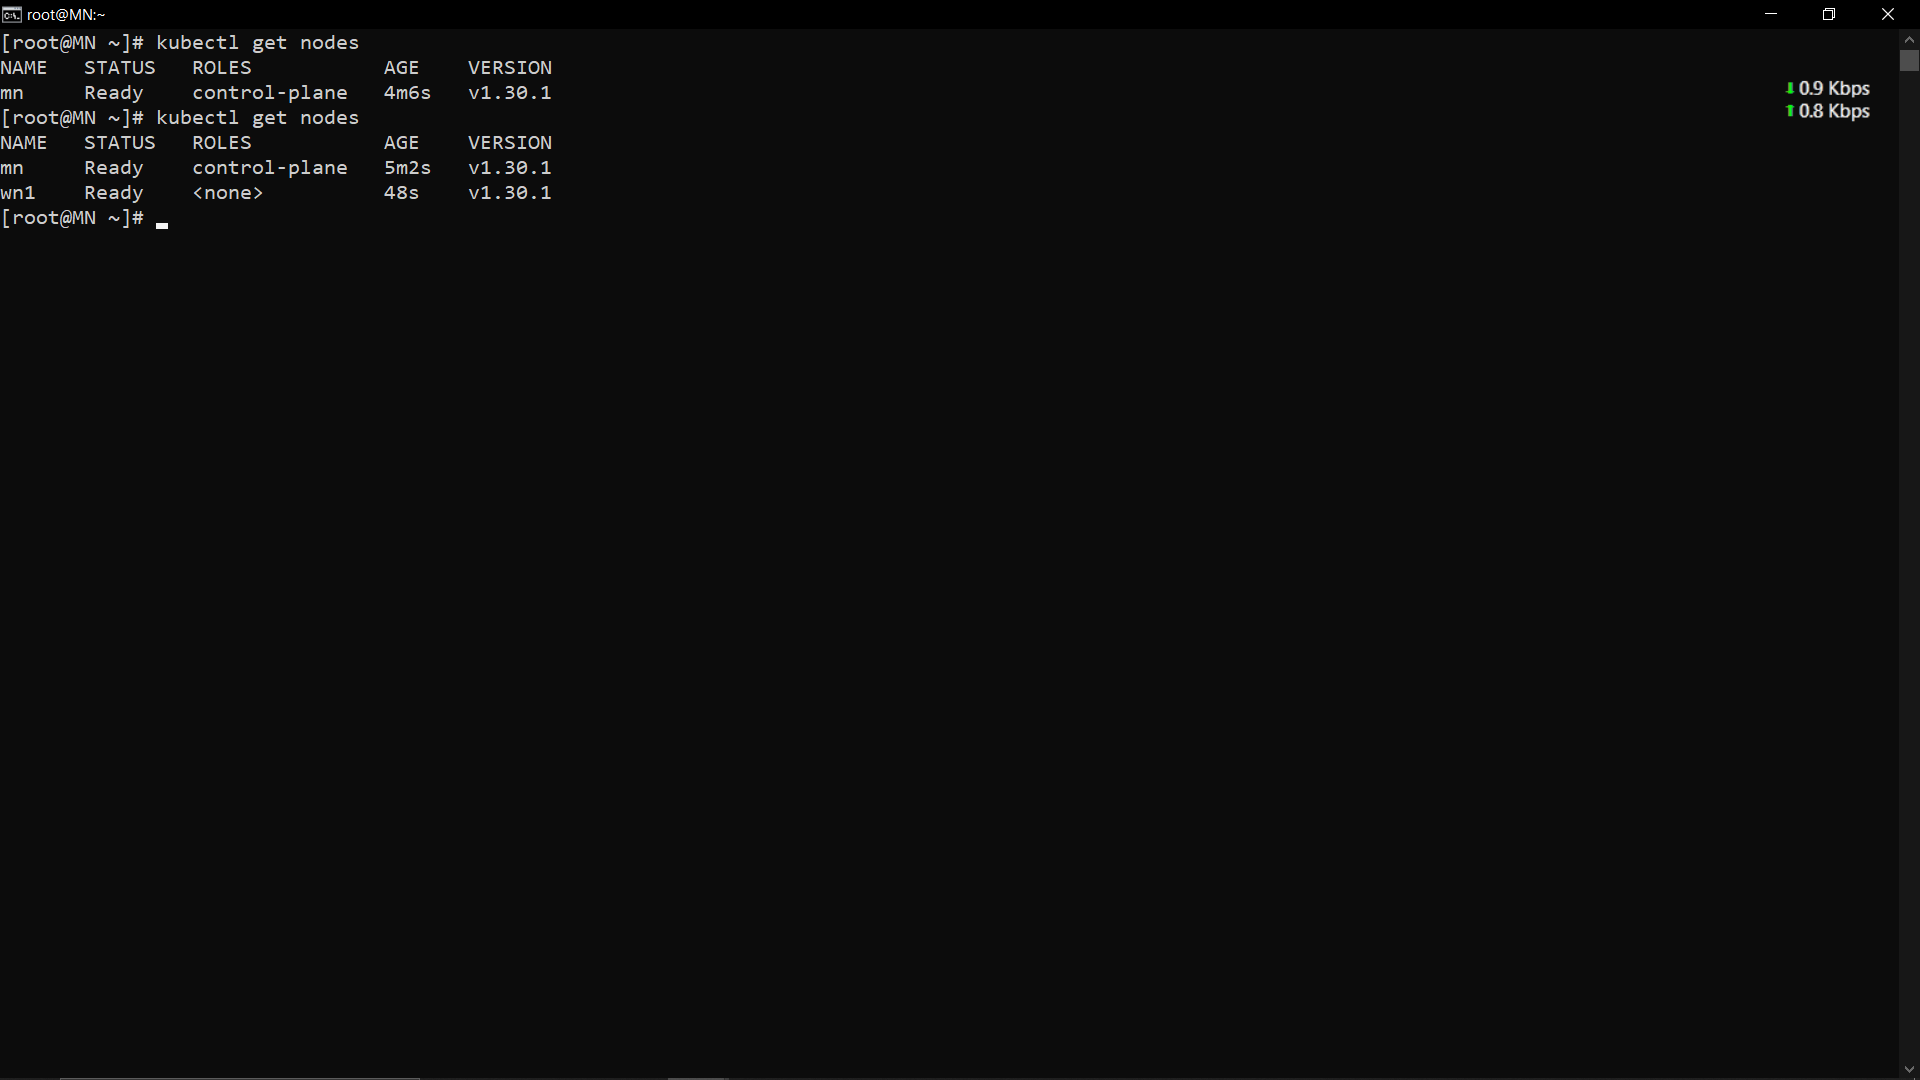 root@MN:~
[root@MN ~]# kubectl get nodes
NAME   STATUS   ROLES           AGE    VERSION
mn     Ready    control-plane   4m6s   v1.30.1
[root@MN ~]# kubectl get nodes
NAME   STATUS   ROLES           AGE    VERSION
mn     Ready    control-plane   5m2s   v1.30.1
wn1    Ready    <none>          48s    v1.30.1
[root@MN ~]#
0.9 Kbps
0.8 Kbps